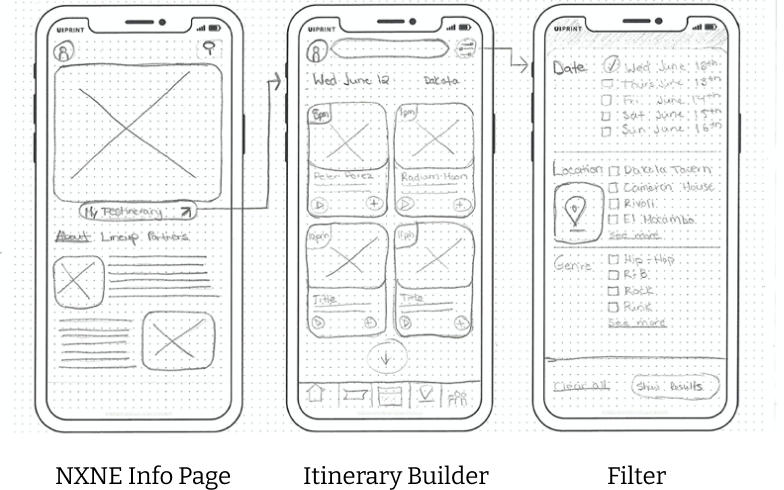 UIPRINT
My Festinerary
About Lineup Partners
NXNE Info Page
UIPRINT
Wed June 12
Dakota
8pm
Peter Perez
9pm
Radium Moon
10pm
Title
11pm
Title
Itinerary Builder
UIPRINT
Date
Wed June 12th
Thurs June 13th
Fri June 14th
Sat June 15th
Sun June 16th
Location
Dakota Tavern
Cameron House
Rivoli
El Mocambo
See more
Genre
Hip-Hop
R+B
Rock
Punk
See more
Clear all
Show Results
Filter